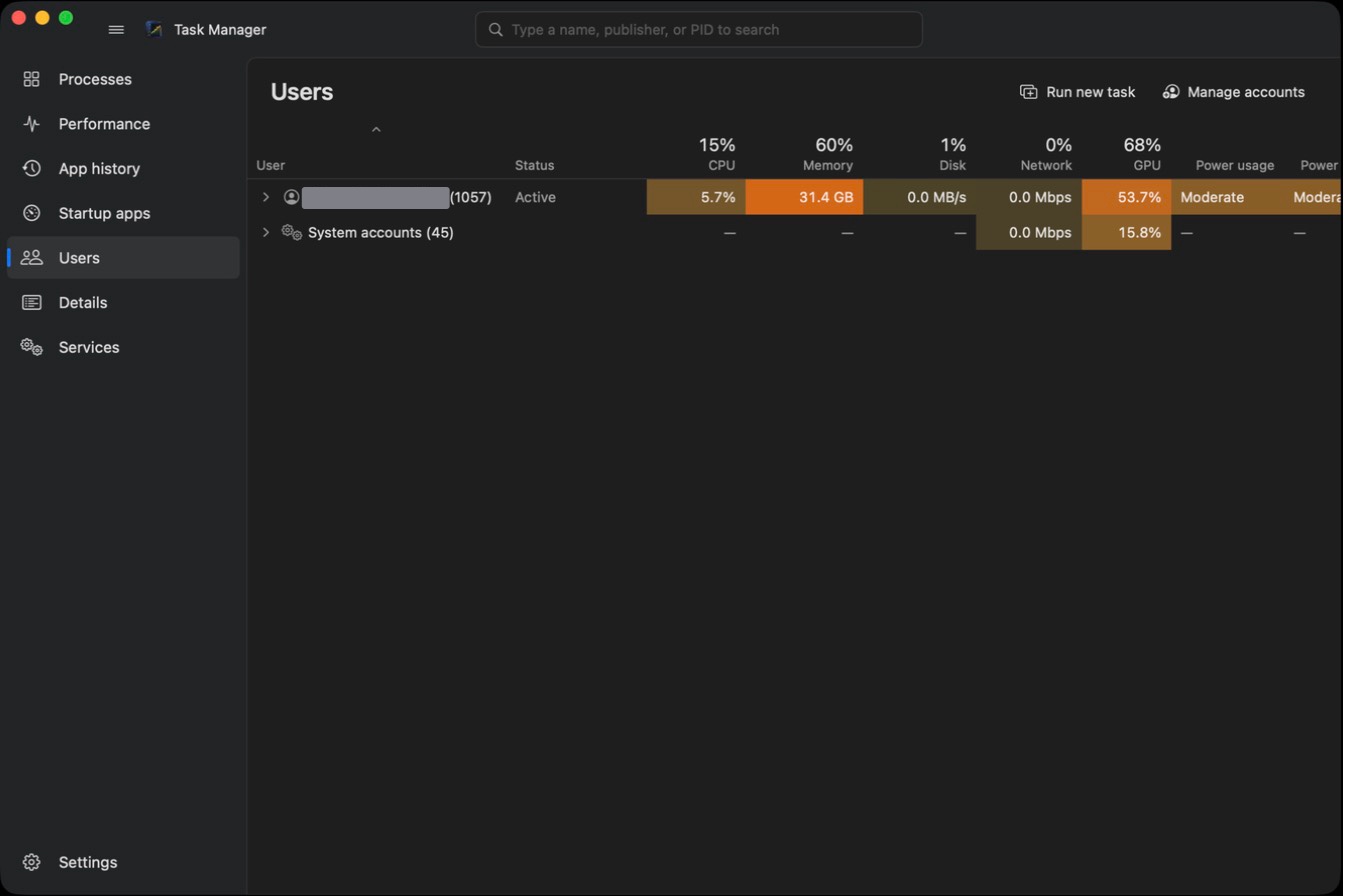 Task Manager
Type a name, publisher, or PID to search
Processes
Performance
App history
Startup apps
Users
Details
Services
Settings
Users
Run new task
Manage accounts
15% 60% 1% 0% 68%
User Status CPU Memory Disk Network GPU Power usage Power
(1057) Active 5.7% 31.4 GB 0.0 MB/s 0.0 Mbps 53.7% Moderate Modera
System accounts (45) — — — 0.0 Mbps 15.8% — —